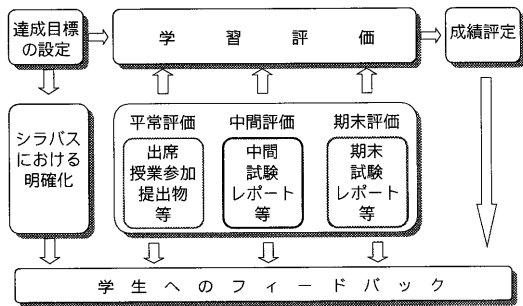 達成目標
の設定
学習評価
成績評定
シラバス
における
明確化
平常評価
出席
授業参加
提出物
等
中間評価
中間
試験
レポート
等
期末評価
期末
試験
レポート
等
学生へのフィードバック